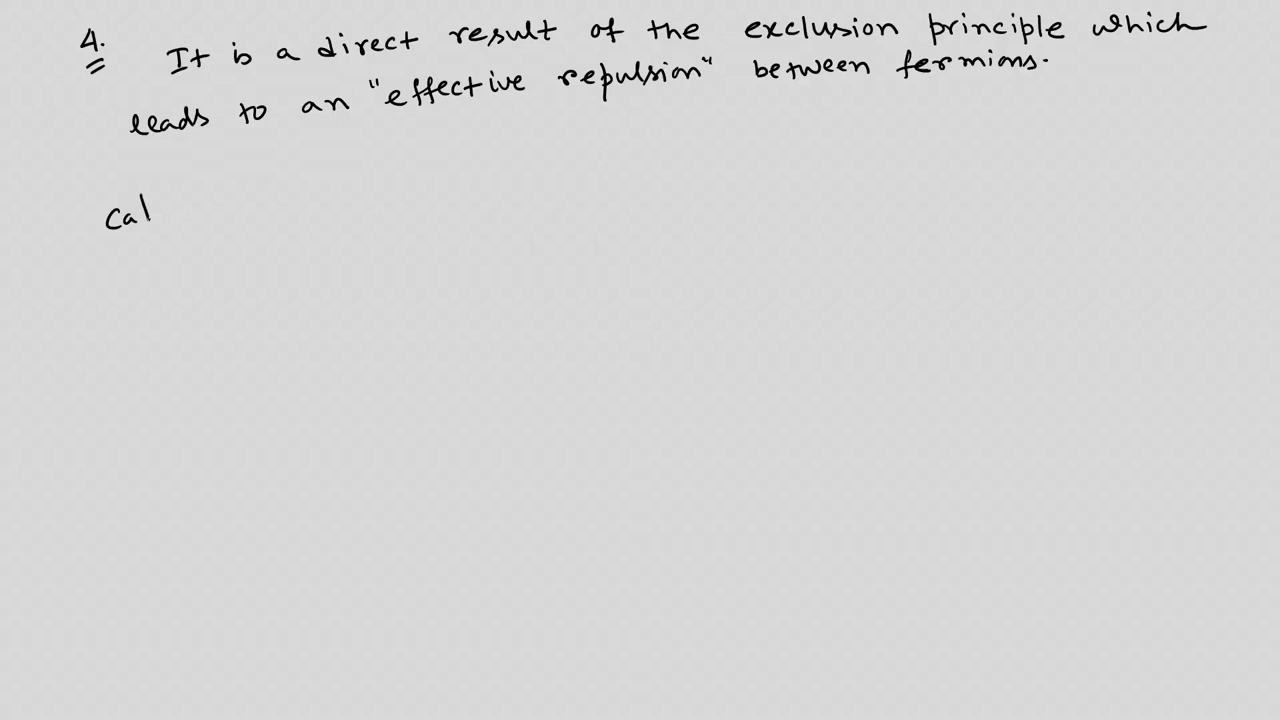 4. It is a direct result of the exclusion principle which
leads to an "effective repulsion" between fermions.
Cal